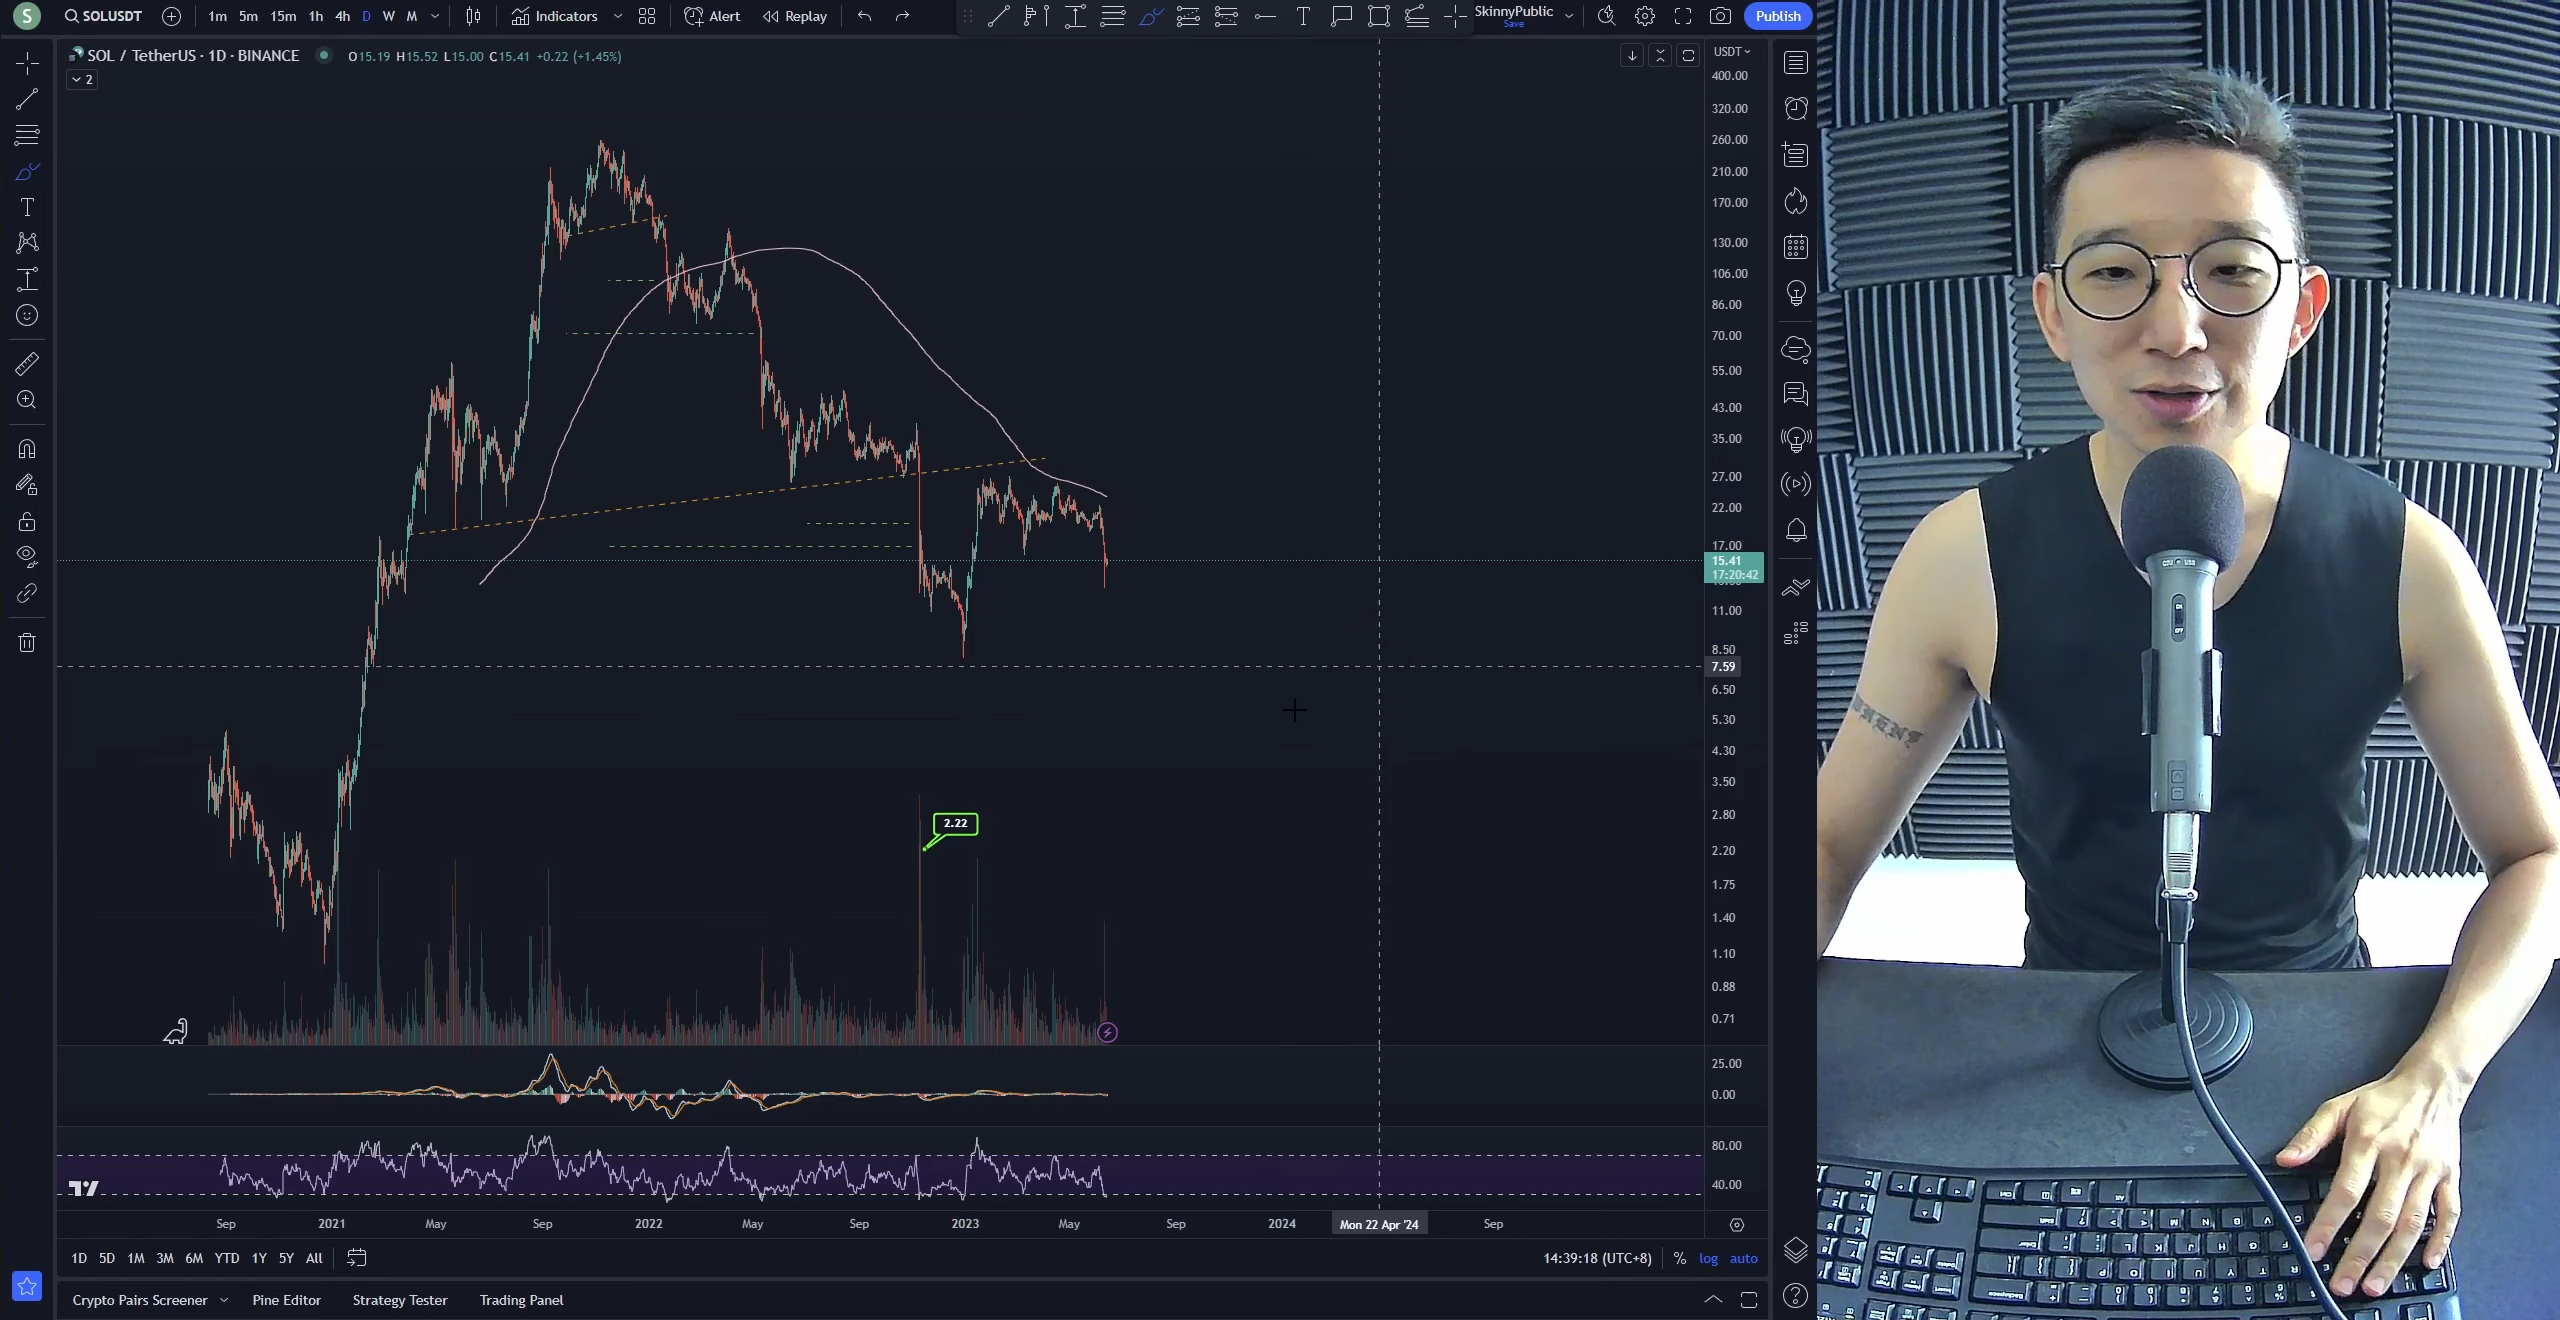 S
SOLUSDT
1m 5m 15m 1h 4h D W M
Indicators
Alert
Replay
T
SkinnyPublic
Save
Publish
SOL / TetherUS · 1D · BINANCE
O15.19 H15.52 L15.00 C15.41 +0.22 (+1.45%)
2
USDT
400.00
320.00
260.00
210.00
170.00
130.00
106.00
86.00
70.00
55.00
43.00
35.00
27.00
22.00
17.00
15.41
17:20:42
11.00
8.50
7.59
6.50
5.30
4.30
3.50
2.80
2.20
1.75
1.40
1.10
0.88
0.71
2.22
25.00
0.00
80.00
40.00
Sep 2021 May Sep 2022 May Sep 2023 May Sep 2024 Mon 22 Apr '24 Sep
1D 5D 1M 3M 6M YTD 1Y 5Y All
14:39:18 (UTC+8) % log auto
Crypto Pairs Screener Pine Editor Strategy Tester Trading Panel